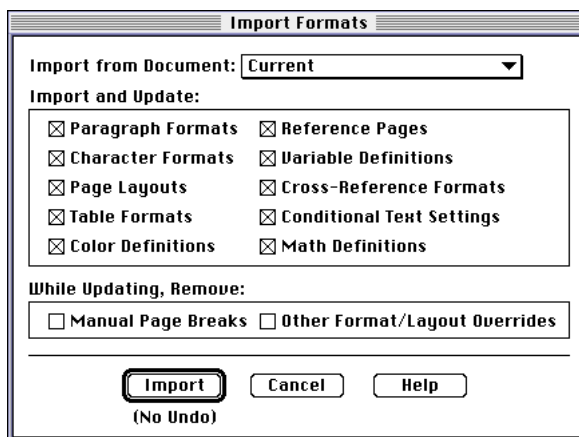 Import Formats
Import from Document: Current
Import and Update:
Paragraph Formats Reference Pages
Character Formats Variable Definitions
Page Layouts Cross-Reference Formats
Table Formats Conditional Text Settings
Color Definitions Math Definitions
While Updating, Remove:
Manual Page Breaks Other Format/Layout Overrides
Import Cancel Help
(No Undo)